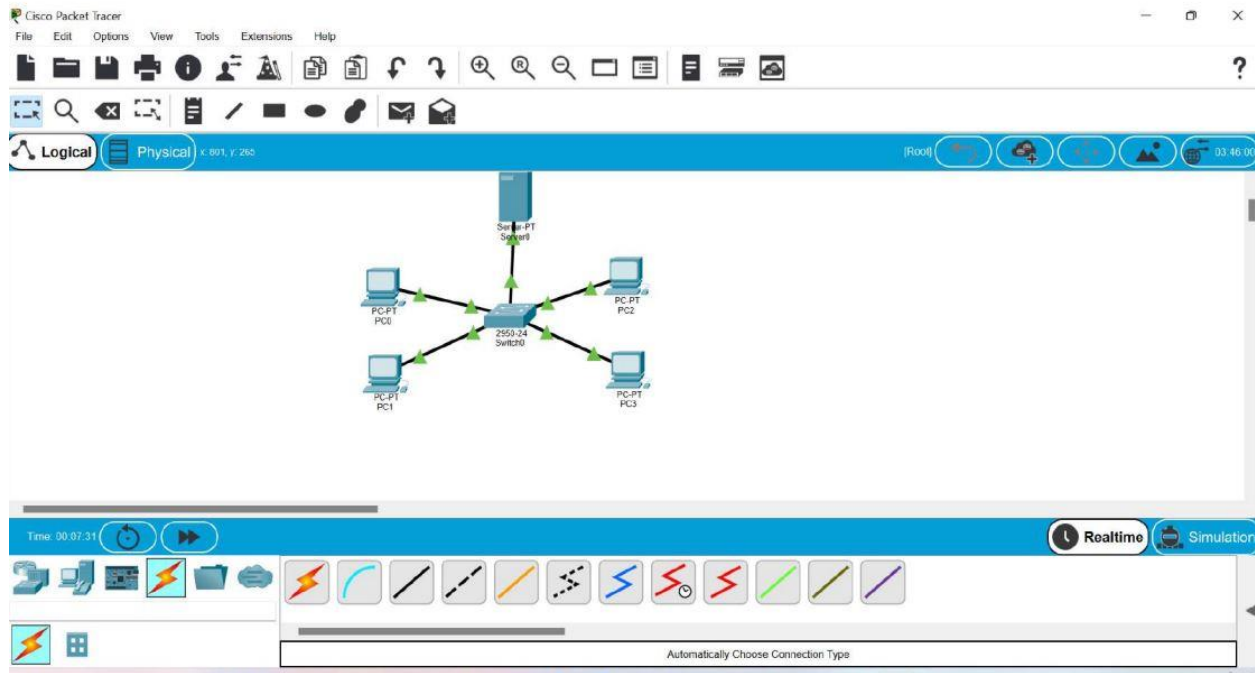 Cisco Packet Tracer
File Edit Options View Tools Extensions Help
?
Logical Physical x: 801, y: 265 [Root] 03:46:00
Server-PT
Server0
PC-PT
PC0
PC-PT
PC2
2950-24
Switch0
PC-PT
PC1
PC-PT
PC3
Time: 00:07:31 Realtime Simulation
Automatically Choose Connection Type